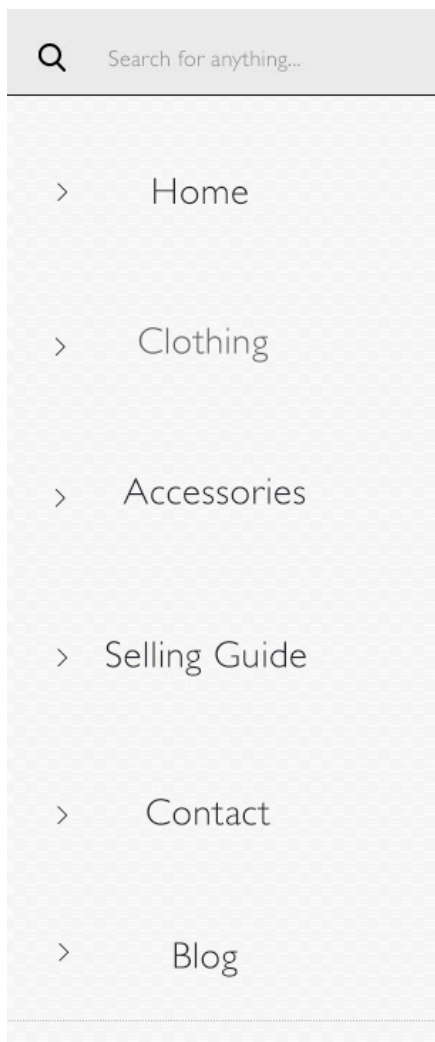 Search for anything...
Home
Clothing
Accessories
Selling Guide
Contact
Blog